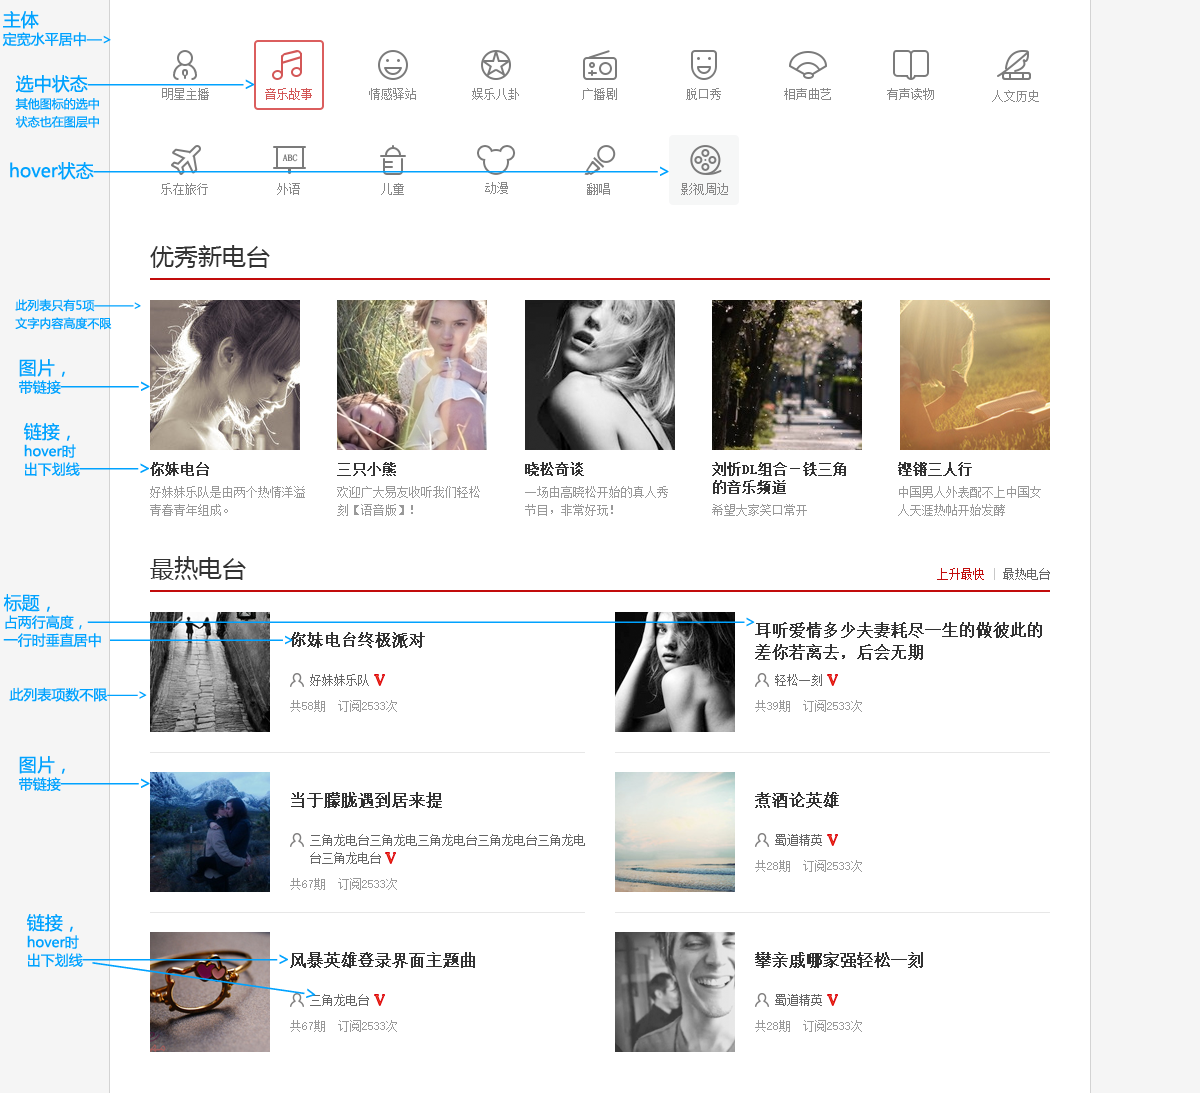 主体
定宽水平居中
选中状态
其他图标的选中
状态也在图层中
明星主播
音乐故事
情感驿站
娱乐八卦
广播剧
脱口秀
相声曲艺
有声读物
人文历史
hover状态
ABC
乐在旅行
外语
儿童
动漫
翻唱
影视周边
优秀新电台
此列表只有5项
文字内容高度不限
图片，
带链接
链接，
hover时
出下划线
你妹电台
好妹妹乐队是由两个热情洋溢
青春青年组成。
三只小熊
欢迎广大易友收听我们轻松
刻【语音版】!
晓松奇谈
一场由高晓松开始的真人秀
节目，非常好玩!
刘忻DL组合－铁三角
的音乐频道
希望大家笑口常开
铿锵三人行
中国男人外表配不上中国女
人天涯热帖开始发酵
最热电台
上升最快
最热电台
标题，
占两行高度，
一行时垂直居中
你妹电台终极派对
好妹妹乐队 V
共58期 订阅2533次
耳听爱情多少夫妻耗尽一生的做彼此的
差你若离去，后会无期
轻松一刻 V
共39期 订阅2533次
此列表项数不限
图片，
带链接
当于朦胧遇到居来提
三角龙电台三角龙电三角龙电台三角龙电台三角龙电
台三角龙电台 V
共67期 订阅2533次
煮酒论英雄
蜀道精英 V
共28期 订阅2533次
链接，
hover时
出下划线
风暴英雄登录界面主题曲
三角龙电台 V
共67期 订阅2533次
攀亲戚哪家强轻松一刻
蜀道精英 V
共28期 订阅2533次